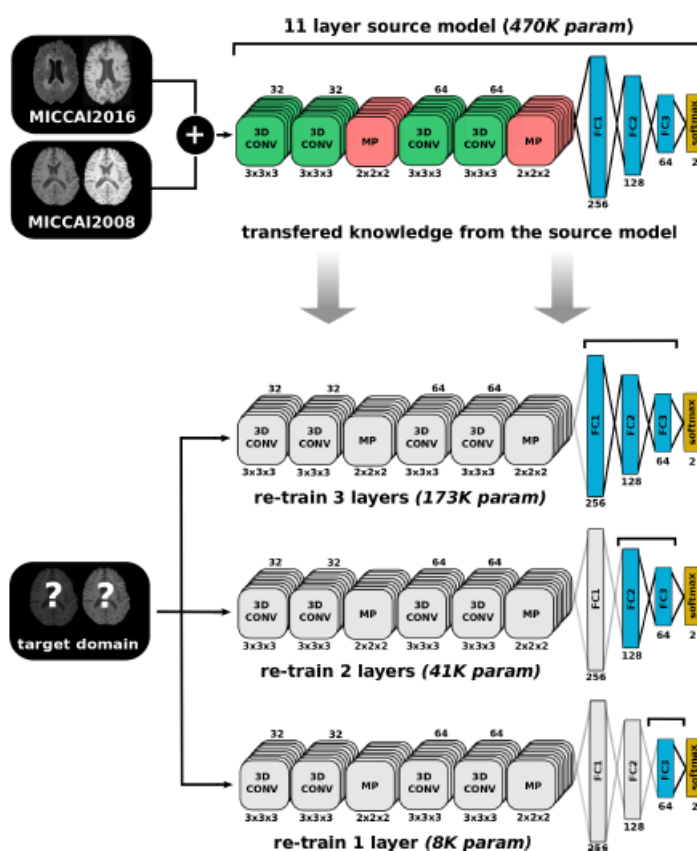 11 layer source model (470K param)
MICCAI2016
MICCAI2008
+
32 32 64 64
3D CONV 3D CONV MP 3D CONV 3D CONV MP FC1 FC2 FC3 softmax
3x3x3 3x3x3 2x2x2 3x3x3 3x3x3 2x2x2 256 128 64 2
transfered knowledge from the source model
32 32 64 64
3D CONV 3D CONV MP 3D CONV 3D CONV MP FC1 FC2 FC3 softmax
3x3x3 3x3x3 2x2x2 3x3x3 3x3x3 2x2x2 256 128 64 2
re-train 3 layers (173K param)
? ?
target domain
32 32 64 64
3D CONV 3D CONV MP 3D CONV 3D CONV MP FC1 FC2 FC3 softmax
3x3x3 3x3x3 2x2x2 3x3x3 3x3x3 2x2x2 256 128 64 2
re-train 2 layers (41K param)
32 32 64 64
3D CONV 3D CONV MP 3D CONV 3D CONV MP FC1 FC2 FC3 softmax
3x3x3 3x3x3 2x2x2 3x3x3 3x3x3 2x2x2 256 128 64 2
re-train 1 layer (8K param)